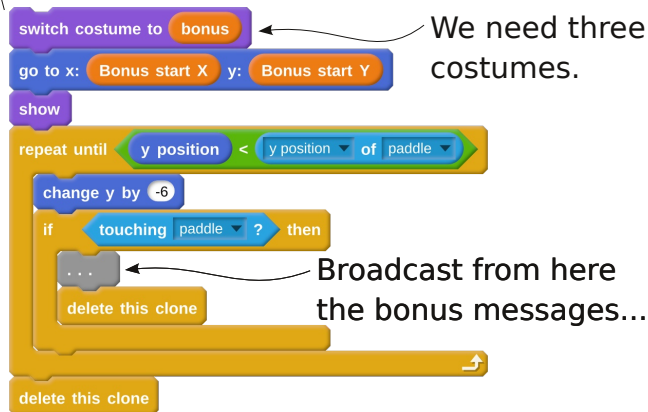 \
switch costume to bonus
We need three
costumes.
go to x: Bonus start X y: Bonus start Y
show
repeat until y position < y position of paddle
change y by -6
if touching paddle ? then
...
Broadcast from here
the bonus messages...
delete this clone
delete this clone